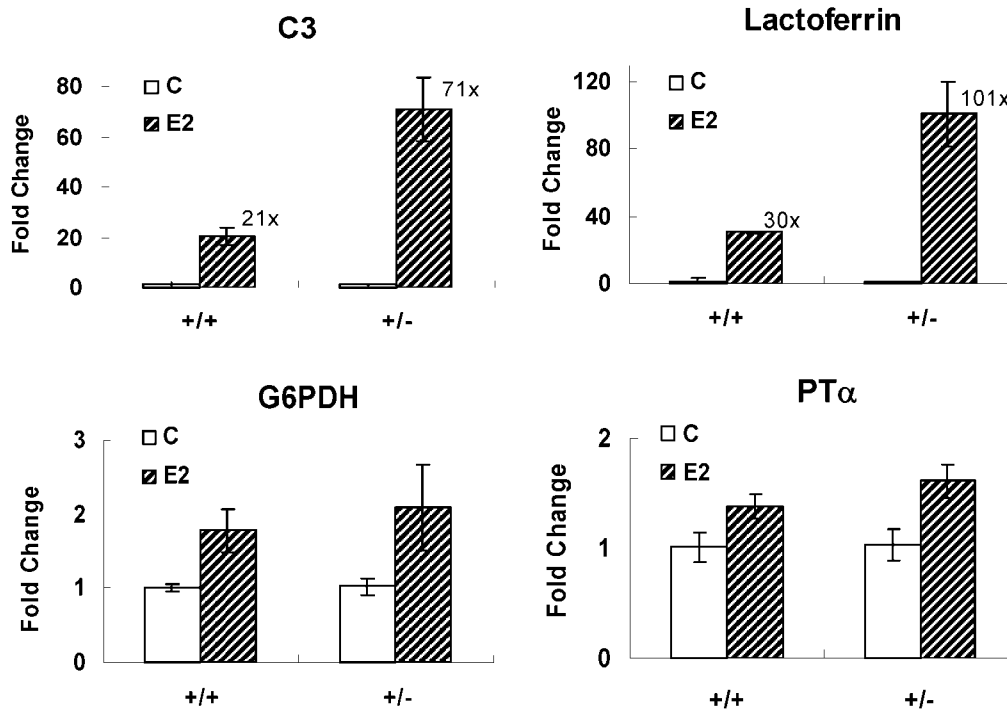 C3
Fold Change
80
60
40
20
0
C
E2
21x
71x
+/+
+/-
Lactoferrin
Fold Change
120
80
40
0
C
E2
30x
101x
+/+
+/-
G6PDH
Fold Change
3
2
1
0
C
E2
+/+
+/-
PTα
Fold Change
2
1
0
C
E2
+/+
+/-